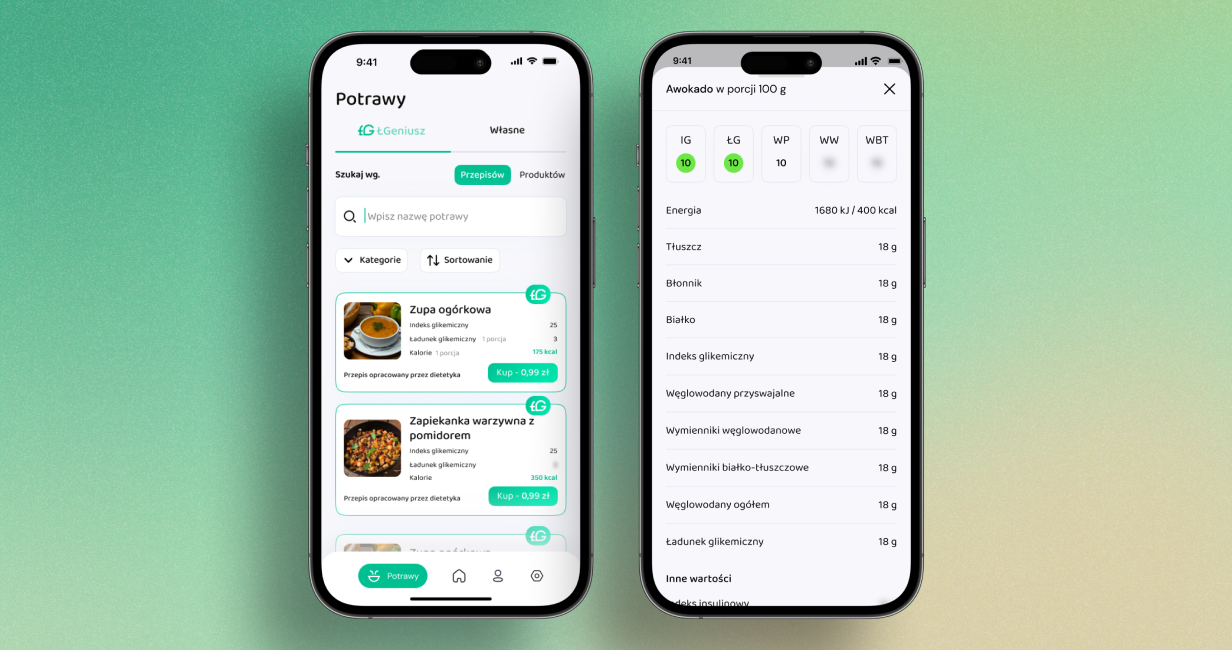 9:41
Potrawy
ŁG ŁGeniusz
Własne
Szukaj wg.
Przepisów
Produktów
Wpisz nazwę potrawy
Kategorie
Sortowanie
ŁG
Zupa ogórkowa
Indeks glikemiczny 25
Ładunek glikemiczny 1 porcja 3
Kalorie 1 porcja 175 kcal
Przepis opracowany przez dietetyka
Kup - 0,99 zł
ŁG
Zapiekanka warzywna z
pomidorem
Indeks glikemiczny 25
Ładunek glikemiczny
Kalorie 350 kcal
Przepis opracowany przez dietetyka
Kup - 0,99 zł
ŁG
Zupa ogórkowa
Potrawy
9:41
Awokado w porcji 100 g
IG ŁG WP WW WBT
10 10 10
Energia 1680 kJ / 400 kcal
Tłuszcz 18 g
Błonnik 18 g
Białko 18 g
Indeks glikemiczny 18 g
Węglowodany przyswajalne 18 g
Wymienniki węglowodanowe 18 g
Wymienniki białko-tłuszczowe 18 g
Węglowodany ogółem 18 g
Ładunek glikemiczny 18 g
Inne wartości
Indeks insulinowy